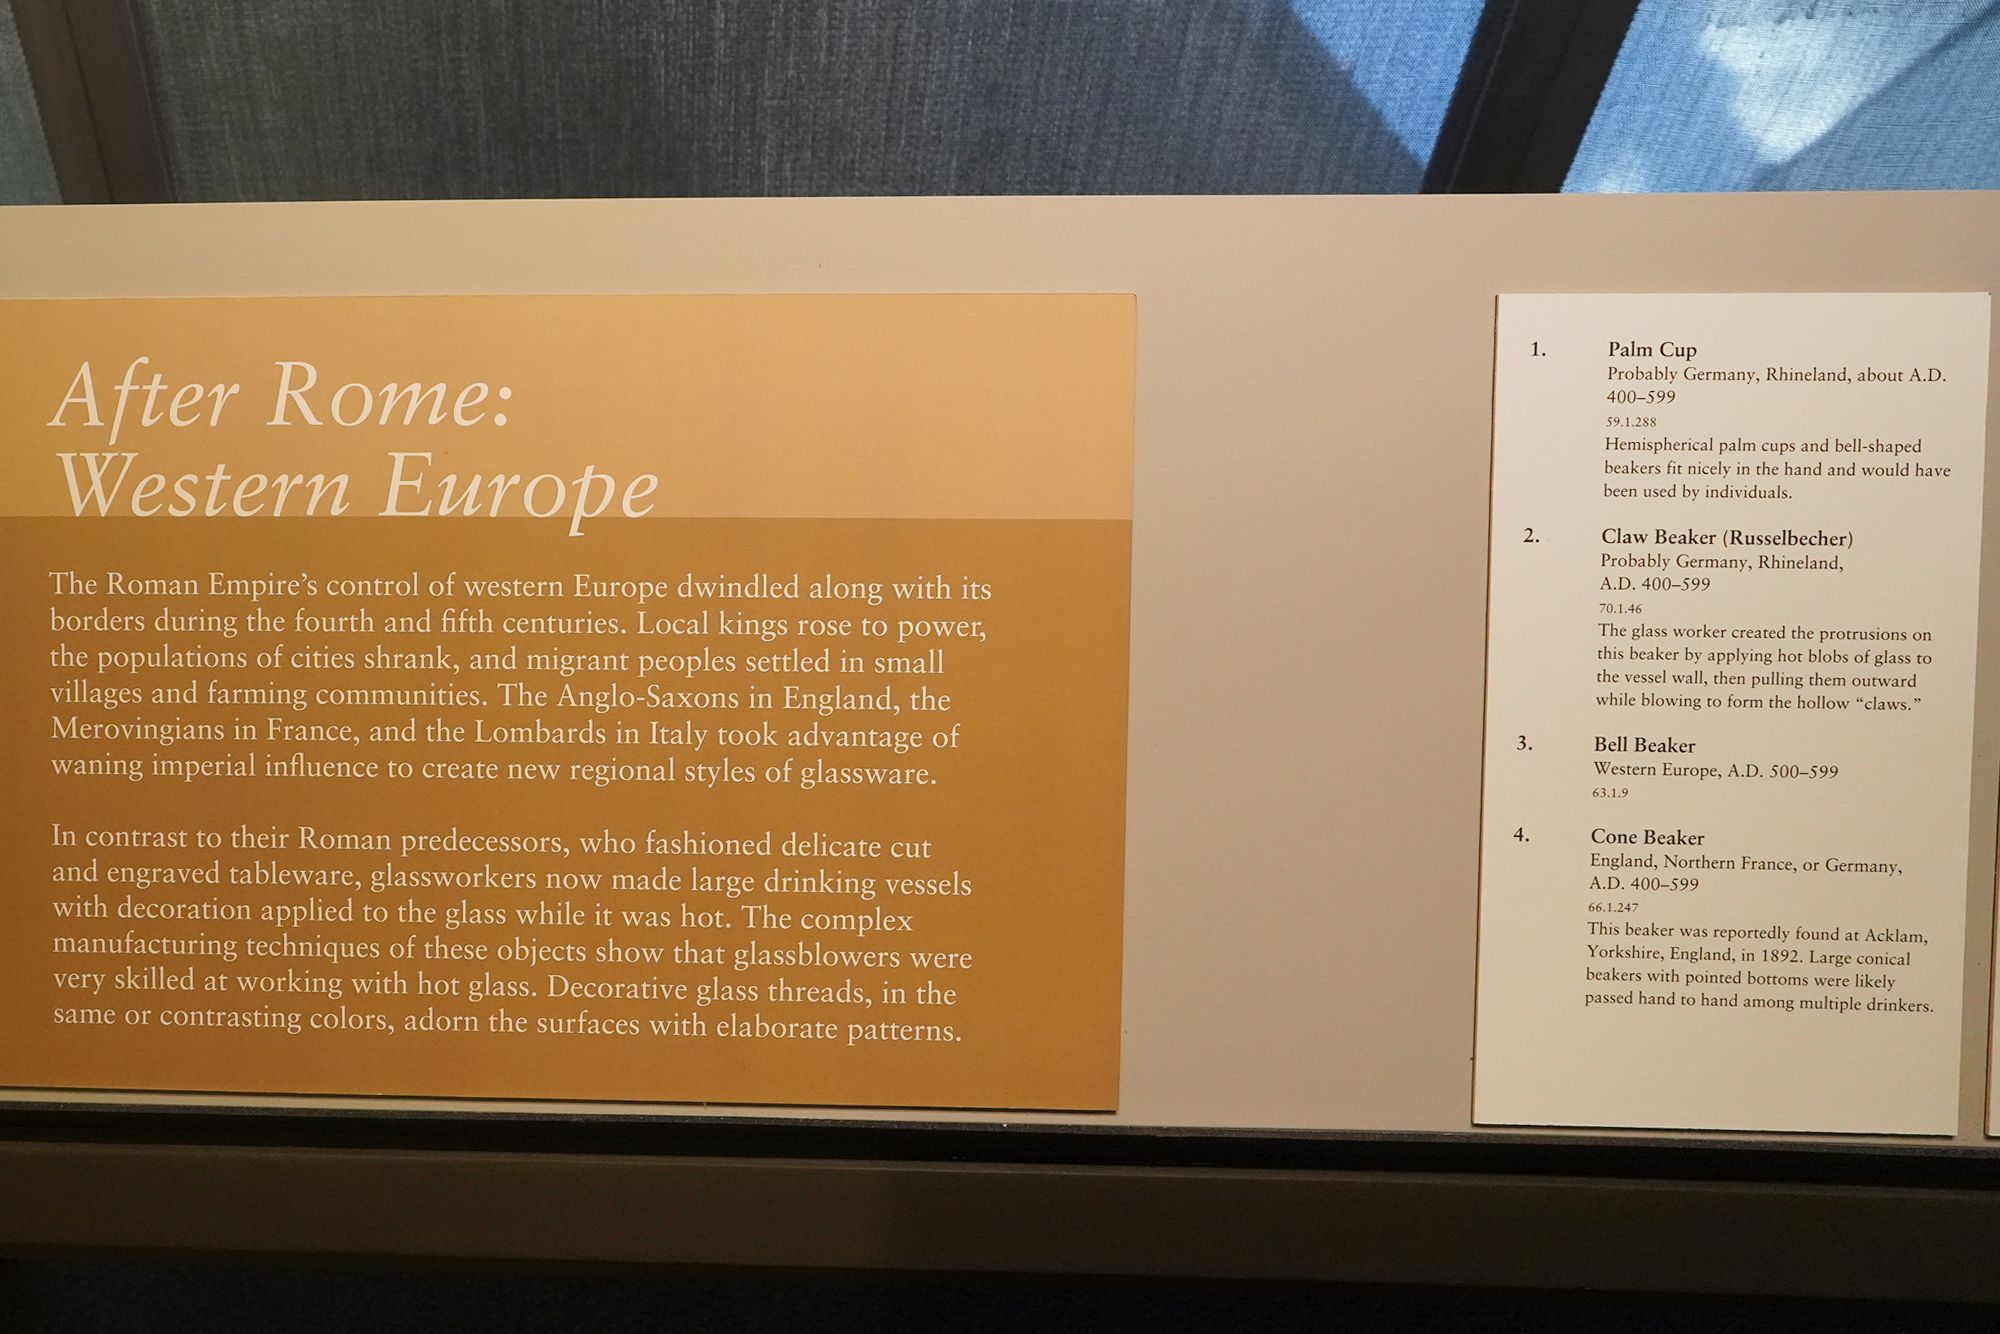 After Rome:
Western Europe
The Roman Empire’s control of western Europe dwindled along with its
borders during the fourth and fifth centuries. Local kings rose to power,
the populations of cities shrank, and migrant peoples settled in small
villages and farming communities. The Anglo-Saxons in England, the
Merovingians in France, and the Lombards in Italy took advantage of
waning imperial influence to create new regional styles of glassware.
In contrast to their Roman predecessors, who fashioned delicate cut
and engraved tableware, glassworkers now made large drinking vessels
with decoration applied to the glass while it was hot. The complex
manufacturing techniques of these objects show that glassblowers were
very skilled at working with hot glass. Decorative glass threads, in the
same or contrasting colors, adorn the surfaces with elaborate patterns.
1. Palm Cup
Probably Germany, Rhineland, about A.D.
400–599
59.1.288
Hemispherical palm cups and bell-shaped
beakers fit nicely in the hand and would have
been used by individuals.
2. Claw Beaker (Russelbecher)
Probably Germany, Rhineland,
A.D. 400–599
70.1.46
The glass worker created the protrusions on
this beaker by applying hot blobs of glass to
the vessel wall, then pulling them outward
while blowing to form the hollow “claws.”
3. Bell Beaker
Western Europe, A.D. 500–599
63.1.9
4. Cone Beaker
England, Northern France, or Germany,
A.D. 400–599
66.1.247
This beaker was reportedly found at Acklam,
Yorkshire, England, in 1892. Large conical
beakers with pointed bottoms were likely
passed hand to hand among multiple drinkers.